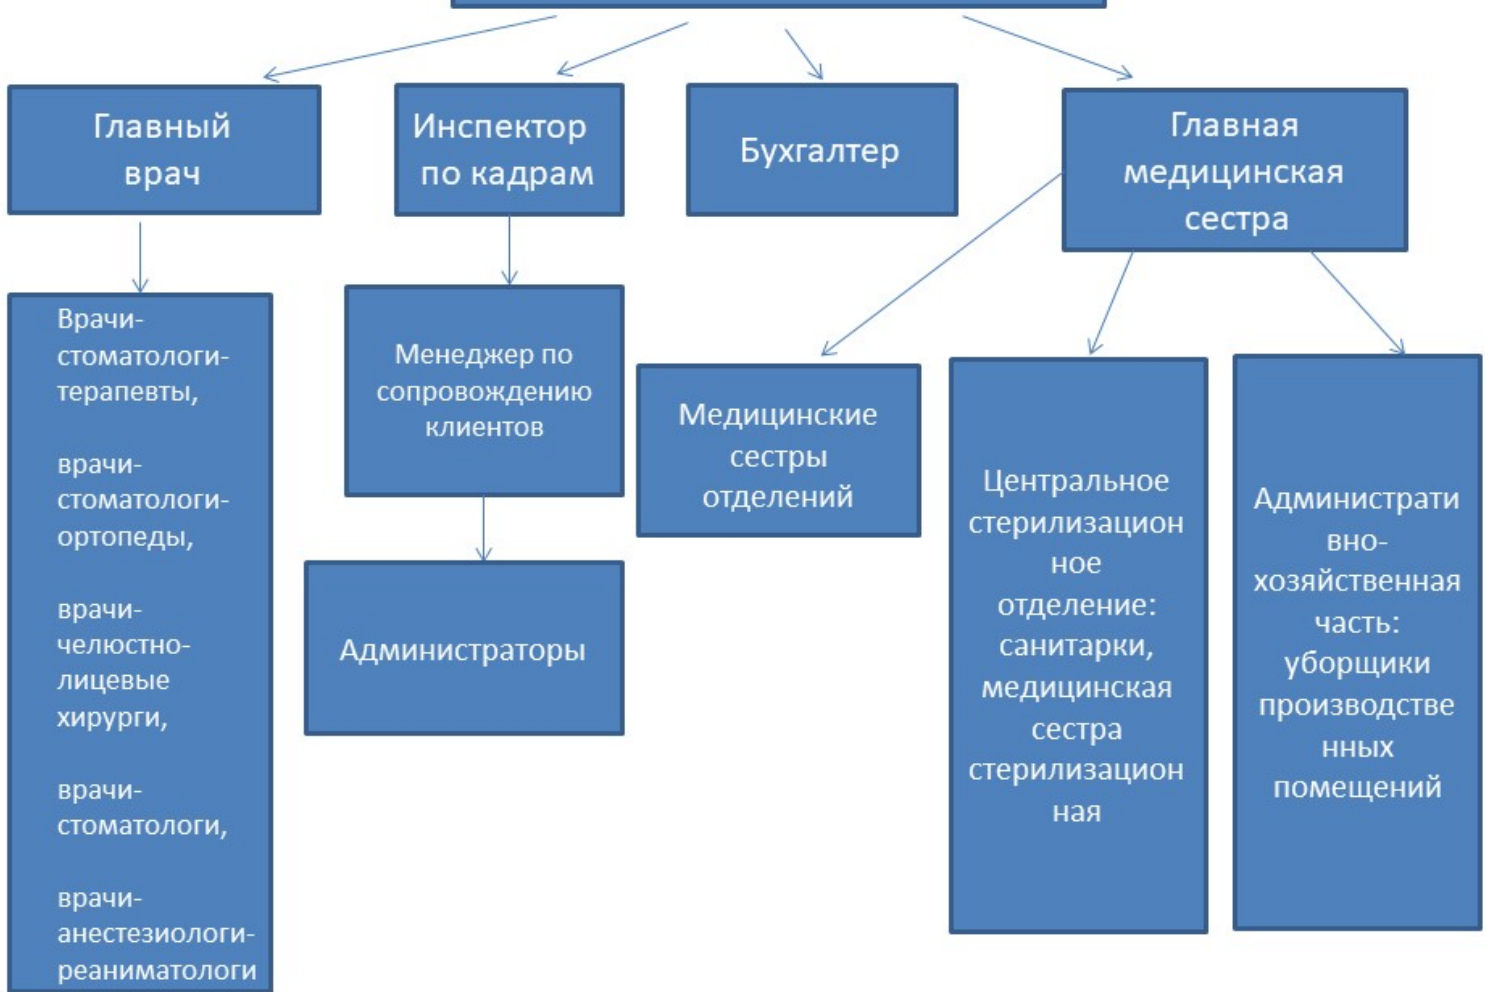 Главный
врач
Инспектор
по кадрам
Бухгалтер
Главная
медицинская
сестра
Врачи-
стоматологи-
терапевты,
врачи-
стоматологи-
ортопеды,
врачи-
челюстно-
лицевые
хирурги,
врачи-
стоматологи,
врачи-
анестезиологи-
реаниматологи
Менеджер по
сопровождению
клиентов
Администраторы
Медицинские
сестры
отделений
Центральное
стерилизацион
ное
отделение:
санитарки,
медицинская
сестра
стерилизацион
ная
Администрати
вно-
хозяйственная
часть:
уборщики
производстве
нных
помещений